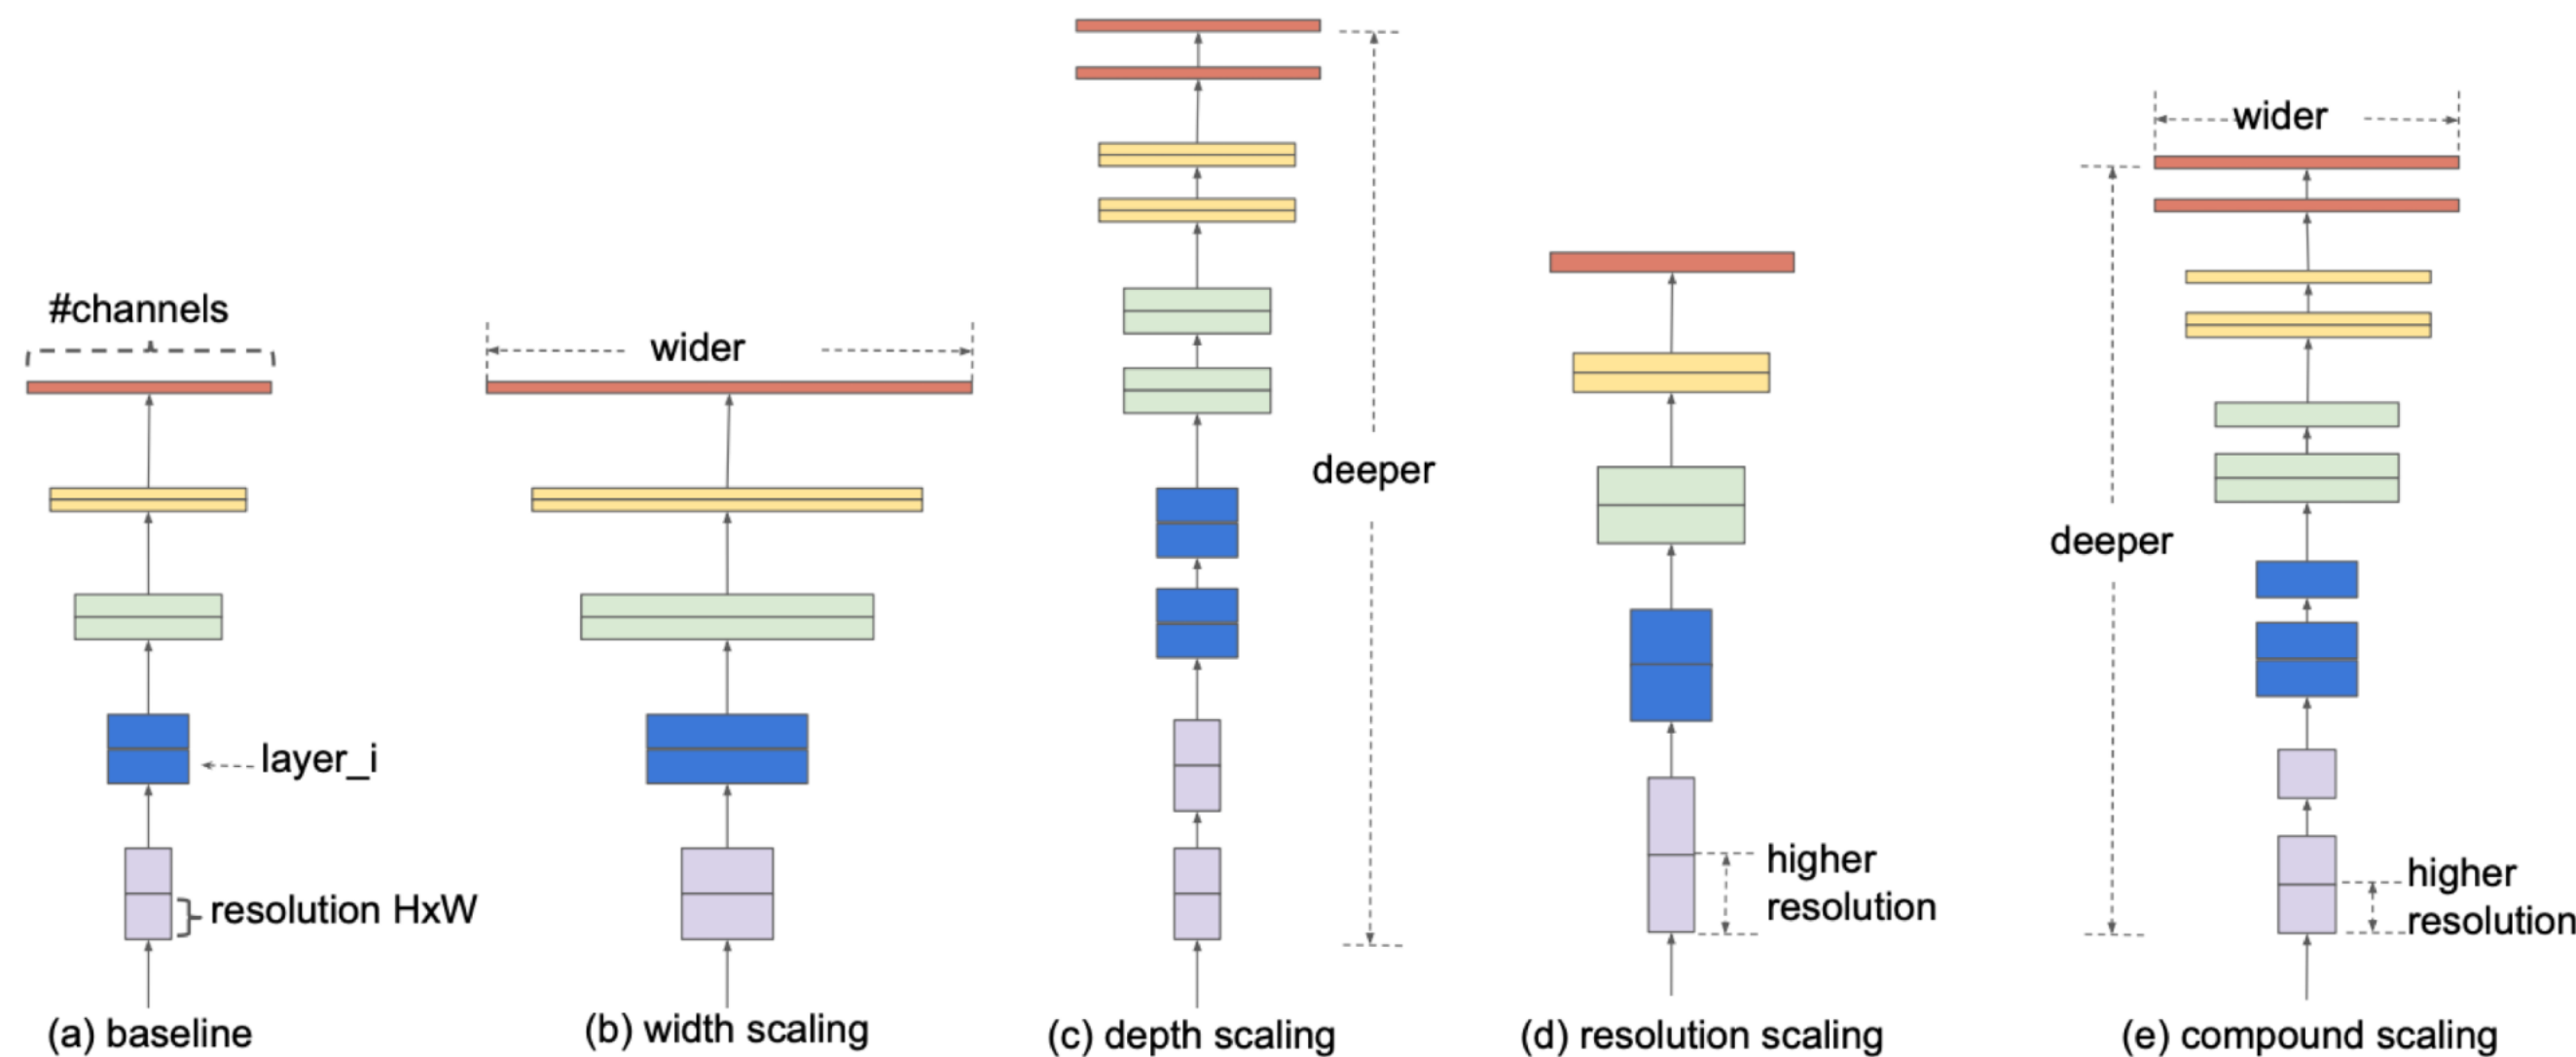 #channels
layer_i
resolution HxW
(a) baseline
wider
(b) width scaling
deeper
(c) depth scaling
higher
resolution
(d) resolution scaling
wider
deeper
higher
resolution
(e) compound scaling